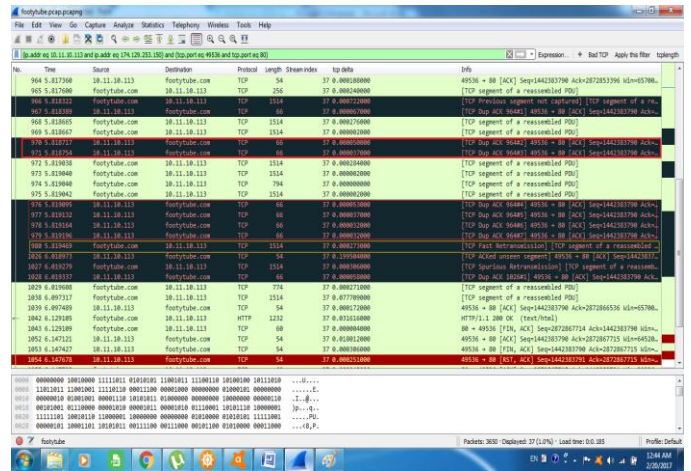 footytube.pcap.pcapng
File Edit View Go Capture Analyze Statistics Telephony Wireless Tools Help
(ip.addr eq 10.11.10.113 and ip.addr eq 174.129.253.150) and (tcp.port eq 49536 and tcp.port eq 80) Expression... + Bad TCP Apply this filter tcplength
No. Time Source Destination Protocol Length Stream index tcp delta Info
964 5.817360 10.11.10.113 footytube.com TCP 54 37 0.000108000 49536 → 80 [ACK] Seq=1442383790 Ack=2872853396 Win=65700…
965 5.817600 10.11.10.113 footytube.com TCP 256 37 0.000240000 [TCP segment of a reassembled PDU]
966 5.818322 footytube.com 10.11.10.113 TCP 1514 37 0.000722000 [TCP Previous segment not captured] [TCP segment of a re…
967 5.818389 10.11.10.113 footytube.com TCP 66 37 0.000067000 [TCP Dup ACK 964#1] 49536 → 80 [ACK] Seq=1442383790 Ack=…
968 5.818665 footytube.com 10.11.10.113 TCP 1514 37 0.000276000 [TCP segment of a reassembled PDU]
969 5.818667 footytube.com 10.11.10.113 TCP 1514 37 0.000002000 [TCP segment of a reassembled PDU]
970 5.818717 10.11.10.113 footytube.com TCP 66 37 0.000050000 [TCP Dup ACK 964#2] 49536 → 80 [ACK] Seq=1442383790 Ack=…
971 5.818754 10.11.10.113 footytube.com TCP 66 37 0.000037000 [TCP Dup ACK 964#3] 49536 → 80 [ACK] Seq=1442383790 Ack=…
972 5.819038 footytube.com 10.11.10.113 TCP 1514 37 0.000284000 [TCP segment of a reassembled PDU]
973 5.819040 footytube.com 10.11.10.113 TCP 1514 37 0.000002000 [TCP segment of a reassembled PDU]
974 5.819040 footytube.com 10.11.10.113 TCP 794 37 0.000000000 [TCP segment of a reassembled PDU]
975 5.819042 footytube.com 10.11.10.113 TCP 1514 37 0.000002000 [TCP segment of a reassembled PDU]
976 5.819095 10.11.10.113 footytube.com TCP 66 37 0.000053000 [TCP Dup ACK 964#4] 49536 → 80 [ACK] Seq=1442383790 Ack=…
977 5.819132 10.11.10.113 footytube.com TCP 66 37 0.000037000 [TCP Dup ACK 964#5] 49536 → 80 [ACK] Seq=1442383790 Ack=…
978 5.819164 10.11.10.113 footytube.com TCP 66 37 0.000032000 [TCP Dup ACK 964#6] 49536 → 80 [ACK] Seq=1442383790 Ack=…
979 5.819196 10.11.10.113 footytube.com TCP 66 37 0.000032000 [TCP Dup ACK 964#7] 49536 → 80 [ACK] Seq=1442383790 Ack=…
980 5.819469 footytube.com 10.11.10.113 TCP 1514 37 0.000273000 [TCP Fast Retransmission] [TCP segment of a reassembled …
1026 6.018973 10.11.10.113 footytube.com TCP 54 37 0.199504000 [TCP ACKed unseen segment] 49536 → 80 [ACK] Seq=14423837…
1027 6.019279 footytube.com 10.11.10.113 TCP 1514 37 0.000306000 [TCP Spurious Retransmission] [TCP segment of a reassemb…
1028 6.019337 10.11.10.113 footytube.com TCP 66 37 0.000058000 [TCP Dup ACK 1026#1] 49536 → 80 [ACK] Seq=1442383790 Ack…
1029 6.019608 footytube.com 10.11.10.113 TCP 774 37 0.000271000 [TCP segment of a reassembled PDU]
1038 6.097317 footytube.com 10.11.10.113 TCP 1514 37 0.077709000 [TCP segment of a reassembled PDU]
1039 6.097489 10.11.10.113 footytube.com TCP 54 37 0.000172000 49536 → 80 [ACK] Seq=1442383790 Ack=2872866536 Win=65700…
1042 6.129105 footytube.com 10.11.10.113 HTTP 1232 37 0.031616000 HTTP/1.1 200 OK (text/html)
1043 6.129109 footytube.com 10.11.10.113 TCP 60 37 0.000004000 80 → 49536 [FIN, ACK] Seq=2872867714 Ack=1442383790 Win=…
1052 6.147121 10.11.10.113 footytube.com TCP 54 37 0.018012000 49536 → 80 [ACK] Seq=1442383790 Ack=2872867715 Win=64520…
1053 6.147427 10.11.10.113 footytube.com TCP 54 37 0.000306000 49536 → 80 [FIN, ACK] Seq=1442383790 Ack=2872867715 Win=…
1054 6.147678 10.11.10.113 footytube.com TCP 54 37 0.000251000 49536 → 80 [RST, ACK] Seq=1442383791 Ack=2872867715 Win=…
footytube Packets: 3650 · Displayed: 37 (1.0%) · Load time: 0:0.185 Profile: Default
EN 12:44 AM
2/20/2017